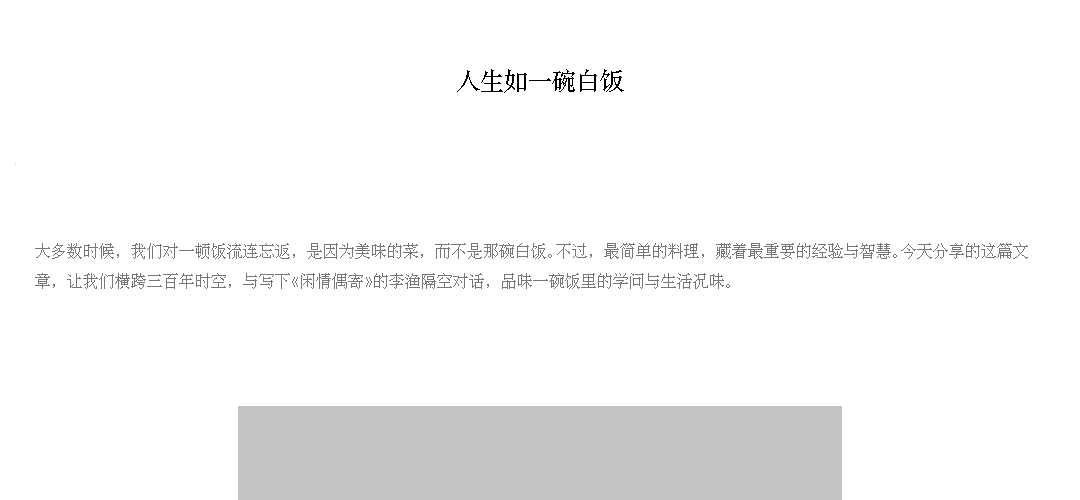 人生如一碗白饭
大多数时候，我们对一顿饭流连忘返，是因为美味的菜，而不是那碗白饭。不过，最简单的料理，藏着最重要的经验与智慧。今天分享的这篇文
章，让我们横跨三百年时空，与写下《闲情偶寄》的李渔隔空对话，品味一碗饭里的学问与生活况味。